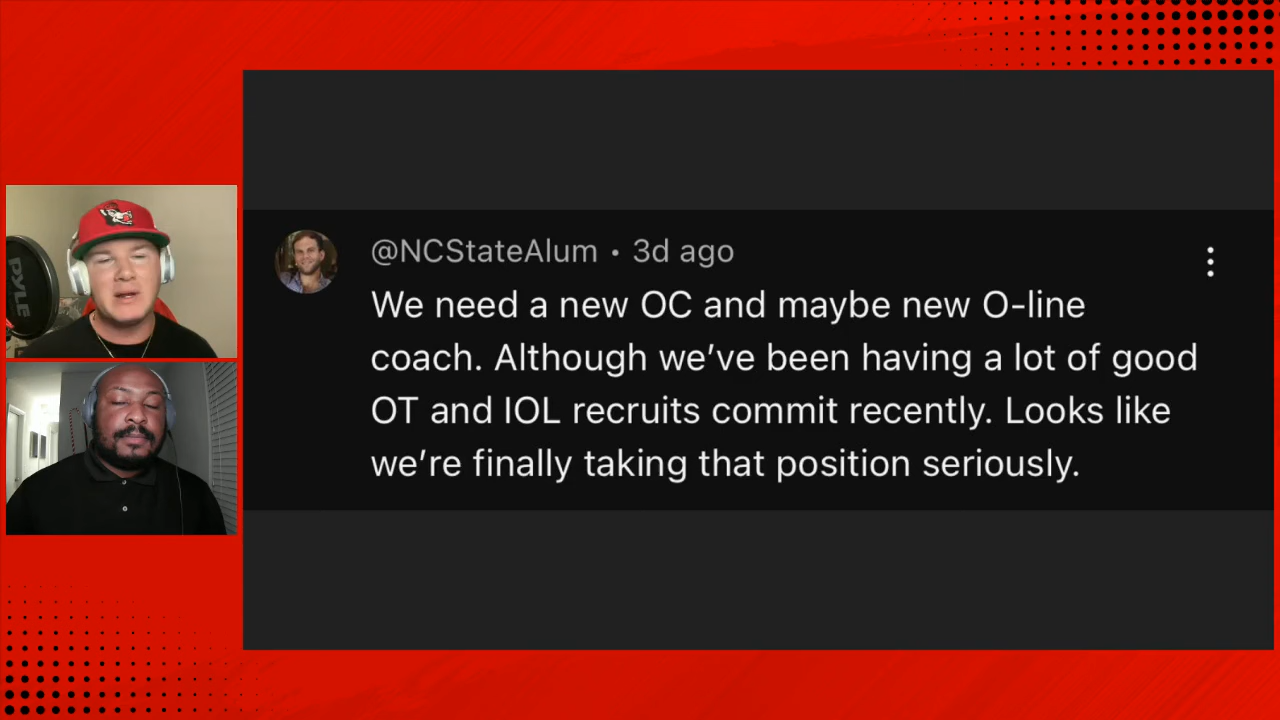 @NCStateAlum • 3d ago
We need a new OC and maybe new O-line
coach. Although we’ve been having a lot of good
OT and IOL recruits commit recently. Looks like
we’re finally taking that position seriously.
PYLE